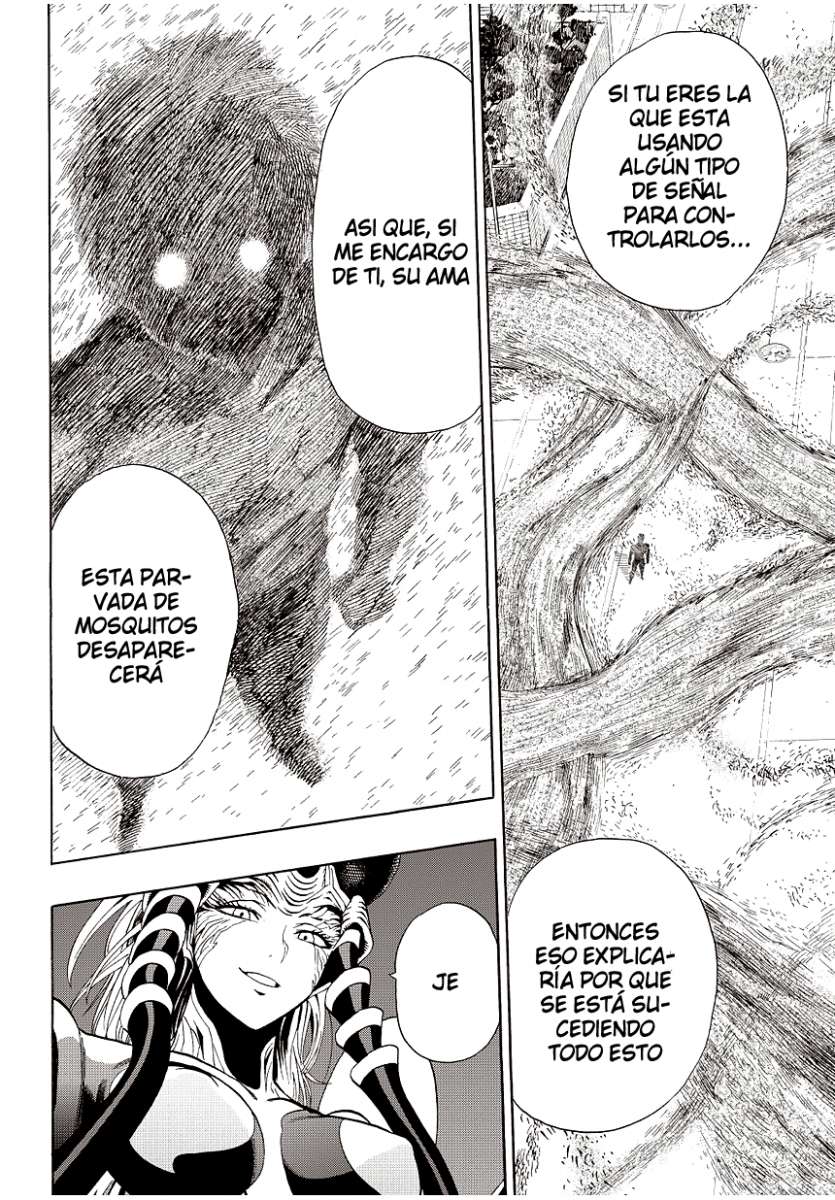 SI TU ERES LA
QUE ESTA
USANDO
ALGÚN TIPO
DE SEÑAL
PARA CON-
TROLARLOS...
ENTONCES
ESO EXPLICA-
RÍA POR QUE
SE ESTÁ SU-
CEDIENDO
TODO ESTO
ASI QUE, SI
ME ENCARGO
DE TI, SU AMA
ESTA PAR-
VADA DE
MOSQUITOS
DESAPARE-
CERÁ
JE